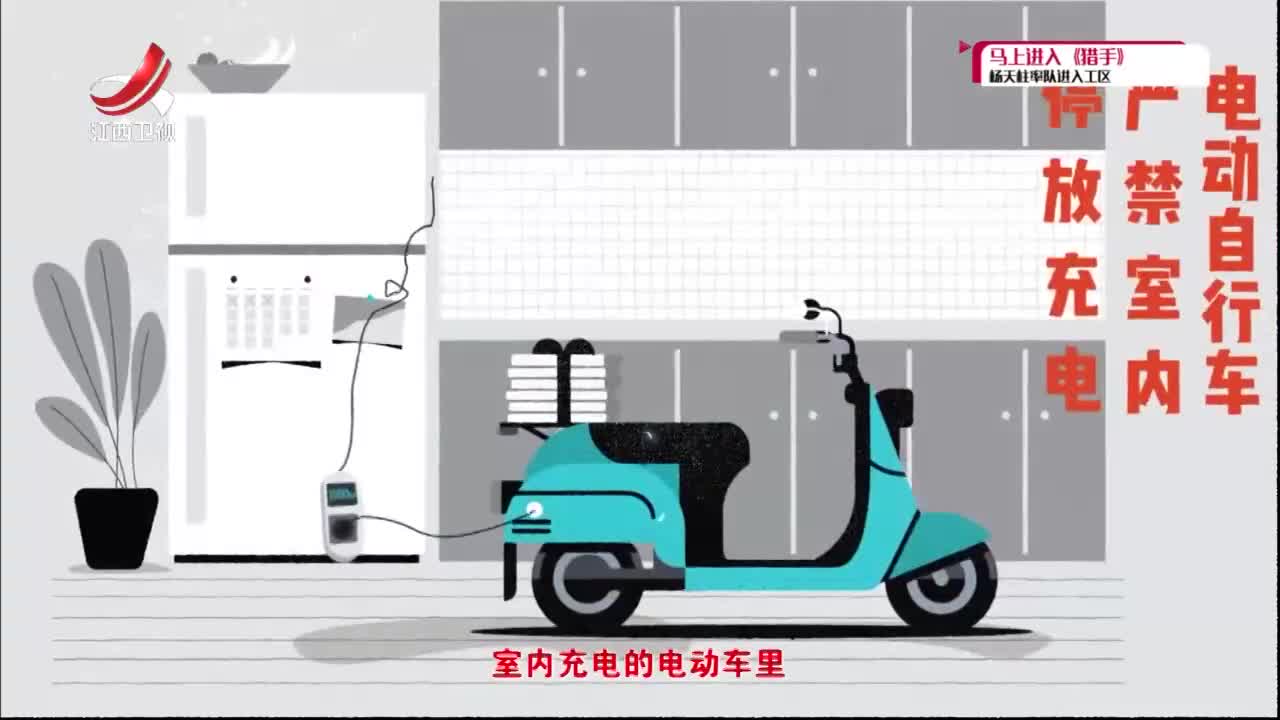 江西卫视
马上进入《猎手》
杨天柱率队进入工区
电动自行车
严禁室内
停放充电
室内充电的电动车里